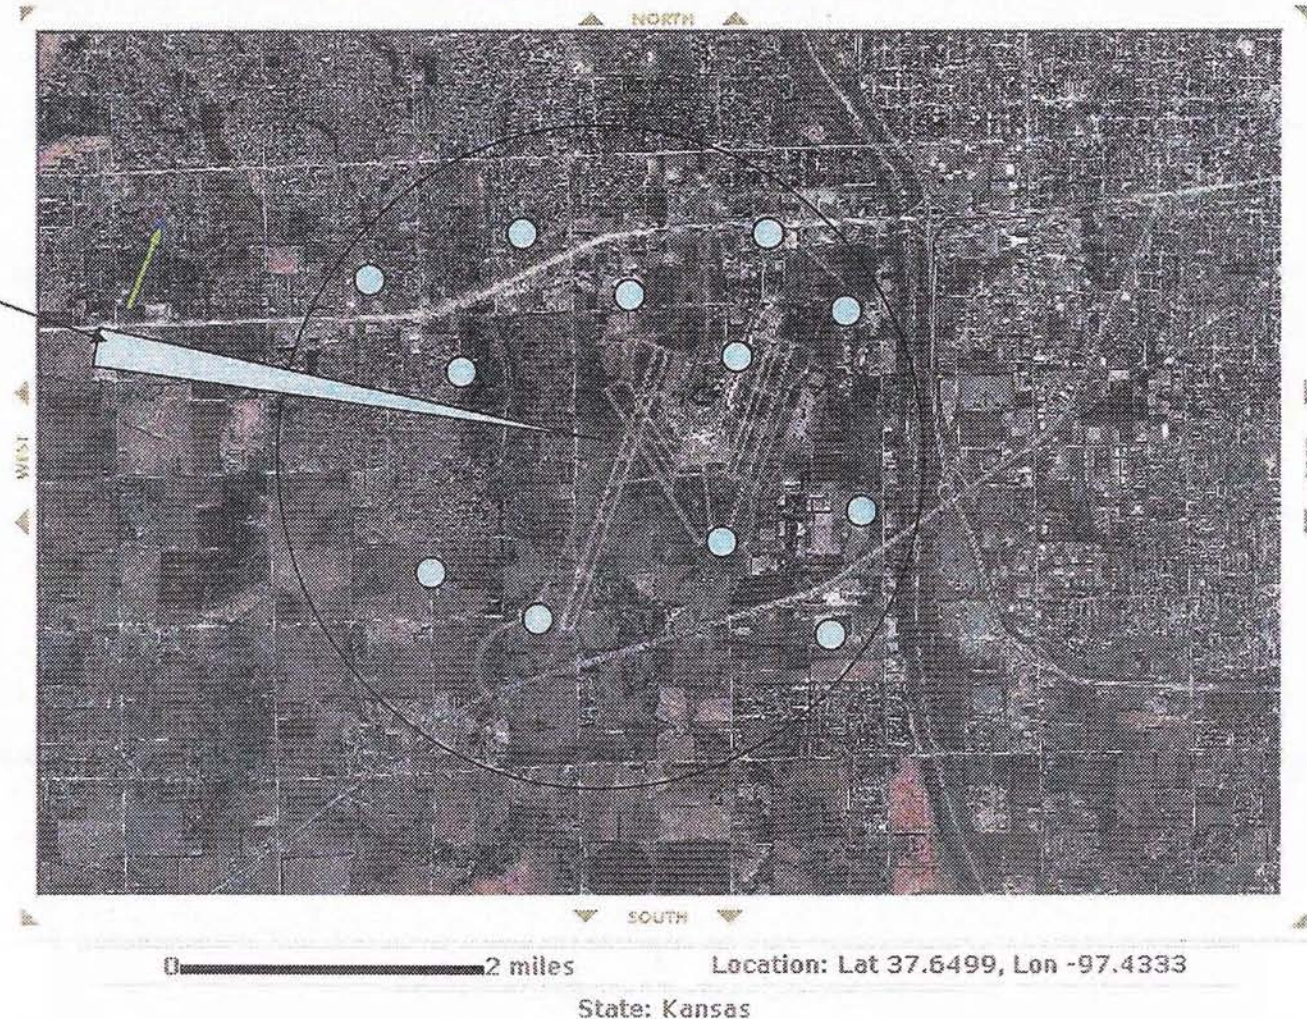 NORTH
WEST
SOUTH
0 2 miles
Location: Lat 37.6499, Lon -97.4333
State: Kansas